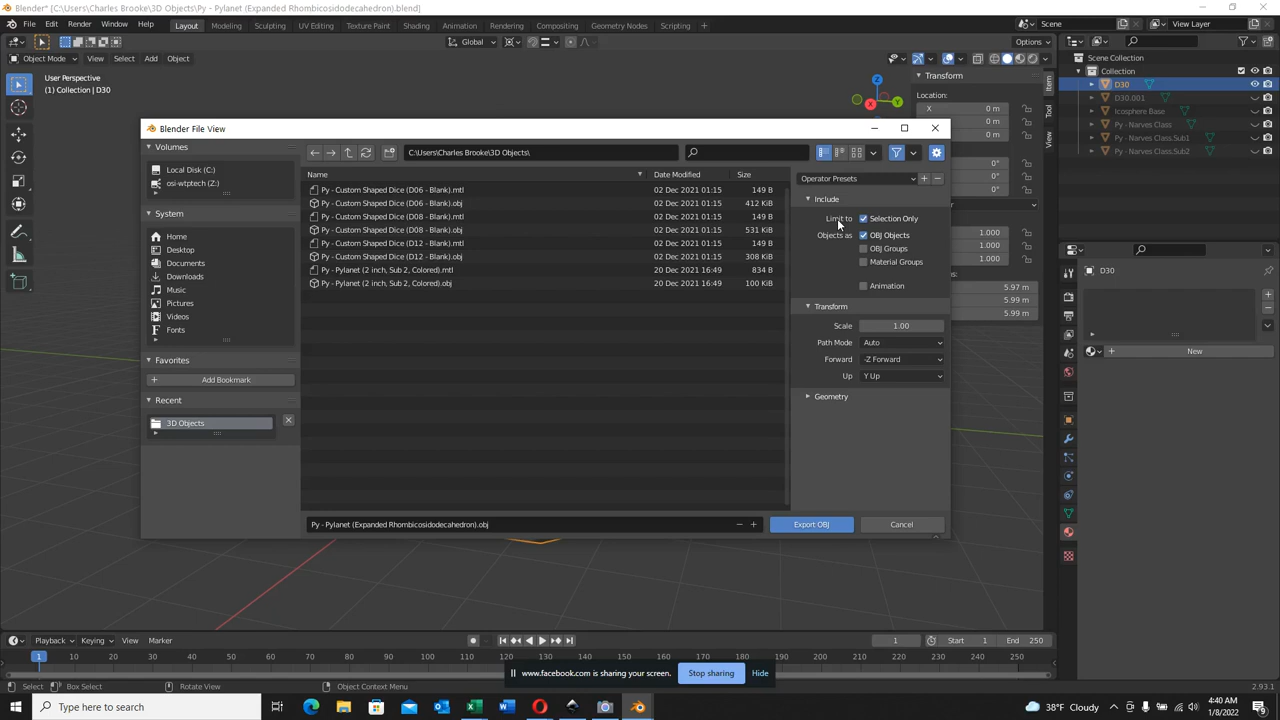 Blender* [C:\Users\Charles Brooke\3D Objects\Py - Pylanet (Expanded Rhombicosidodecahedron).blend]
File Edit Render Window Help Layout Modeling Sculpting UV Editing Texture Paint Shading Animation Rendering Compositing Geometry Nodes Scripting Scene View Layer
Global Options
Object Mode View Select Add Object
User Perspective
(1) Collection | D30
Z
Y
X
Transform
Location:
X 0 m
0 m
0 m
0°
0°
0°
1.000
1.000
1.000
5.97 m
5.99 m
5.99 m
Item
Tool
View
Scene Collection
Collection
D30
D30.001
Icosphere Base
Py - Narves Class
Py - Narves Class.Sub1
Py - Narves Class.Sub2
D30
New
Blender File View
Volumes
Local Disk (C:)
osi-wtptech (Z:)
System
Home
Desktop
Documents
Downloads
Music
Pictures
Videos
Fonts
Favorites
Add Bookmark
Recent
3D Objects
C:\Users\Charles Brooke\3D Objects\
Name Date Modified Size
Py - Custom Shaped Dice (D06 - Blank).mtl 02 Dec 2021 01:15 149 B
Py - Custom Shaped Dice (D06 - Blank).obj 02 Dec 2021 01:15 412 KiB
Py - Custom Shaped Dice (D08 - Blank).mtl 02 Dec 2021 01:15 149 B
Py - Custom Shaped Dice (D08 - Blank).obj 02 Dec 2021 01:15 531 KiB
Py - Custom Shaped Dice (D12 - Blank).mtl 02 Dec 2021 01:15 149 B
Py - Custom Shaped Dice (D12 - Blank).obj 02 Dec 2021 01:15 308 KiB
Py - Pylanet (2 inch, Sub 2, Colored).mtl 20 Dec 2021 16:49 834 B
Py - Pylanet (2 inch, Sub 2, Colored).obj 20 Dec 2021 16:49 100 KiB
Operator Presets
Include
Limit to Selection Only
Objects as OBJ Objects
OBJ Groups
Material Groups
Animation
Transform
Scale 1.00
Path Mode Auto
Forward -Z Forward
Up Y Up
Geometry
Py - Pylanet (Expanded Rhombicosidodecahedron).obj
Export OBJ Cancel
Playback Keying View Marker 1 Start 1 End 250
1 10 20 30 40 50 60 70 80 90 100 110 120 130 140 150 160 170 180 190 200 210 220 230 240 250
www.facebook.com is sharing your screen. Stop sharing Hide
Select Box Select Rotate View Object Context Menu 2.93.1
Type here to search 38°F Cloudy 4:40 AM
1/8/2022